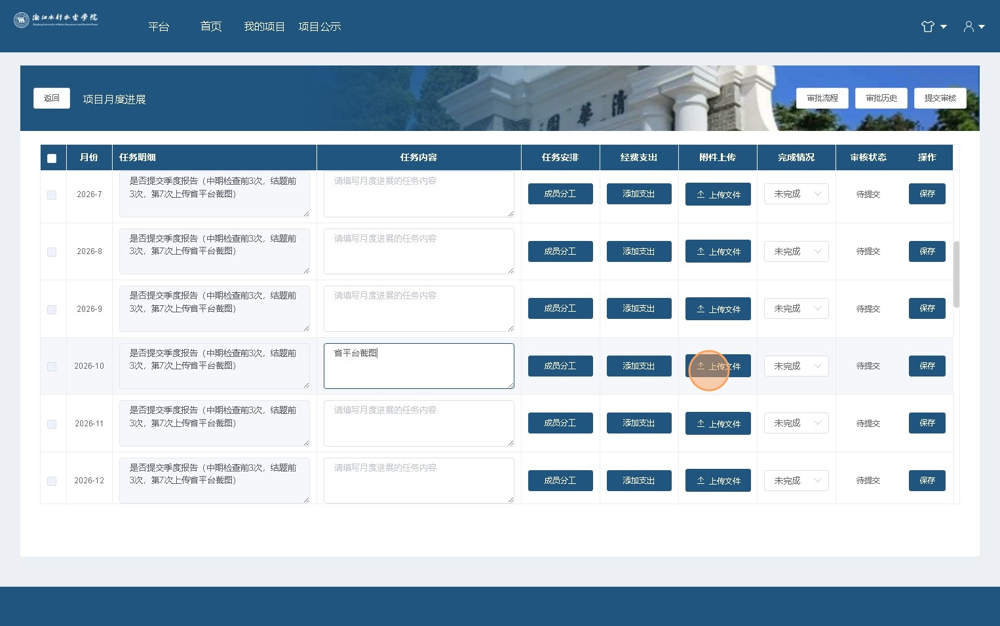 浙江水利水电学院
Zhejiang University of Water Resources and Electric Power
平台
首页
我的项目
项目公示
返回
项目月度进展
清华园
审批流程
审批历史
提交审核
月份
任务明细
任务内容
任务安排
经费支出
附件上传
完成情况
审核状态
操作
2026-7
是否提交季度报告（中期检查前3次，结题前
3次，第7次上传省平台截图）
请填写月度进展的任务内容
成员分工
添加支出
上传文件
未完成
待提交
保存
2026-8
是否提交季度报告（中期检查前3次，结题前
3次，第7次上传省平台截图）
请填写月度进展的任务内容
成员分工
添加支出
上传文件
未完成
待提交
保存
2026-9
是否提交季度报告（中期检查前3次，结题前
3次，第7次上传省平台截图）
请填写月度进展的任务内容
成员分工
添加支出
上传文件
未完成
待提交
保存
2026-10
是否提交季度报告（中期检查前3次，结题前
3次，第7次上传省平台截图）
省平台截图
成员分工
添加支出
上传文件
未完成
待提交
保存
2026-11
是否提交季度报告（中期检查前3次，结题前
3次，第7次上传省平台截图）
请填写月度进展的任务内容
成员分工
添加支出
上传文件
未完成
待提交
保存
2026-12
是否提交季度报告（中期检查前3次，结题前
3次，第7次上传省平台截图）
请填写月度进展的任务内容
成员分工
添加支出
上传文件
未完成
待提交
保存